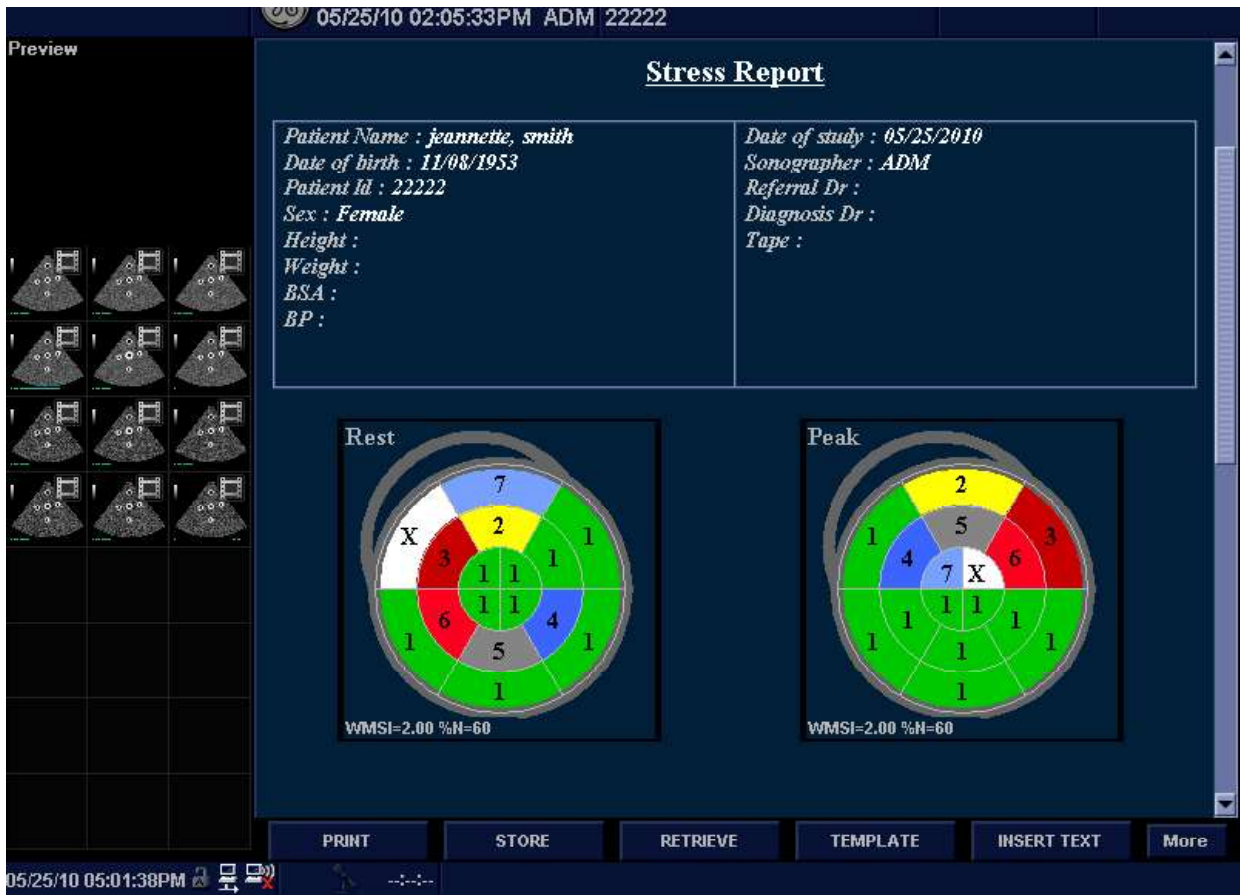 05/25/10 02:05:33PM ADM 22222
Preview
Stress Report
Patient Name : jeannette, smith
Date of birth : 11/08/1953
Patient Id : 22222
Sex : Female
Height :
Weight :
BSA :
BP :
Date of study : 05/25/2010
Sonographer : ADM
Referral Dr :
Diagnosis Dr :
Tape :
Rest
7
X 2 1
3 1
1 1
1 1
6 4
1 5 1
1
WMSI=2.00 %N=60
Peak
2
1 5 3
4 6
7 X
1 1
1 1
1 1 1
1
WMSI=2.00 %N=60
PRINT STORE RETRIEVE TEMPLATE INSERT TEXT More
05/25/10 05:01:38PM --:--:--